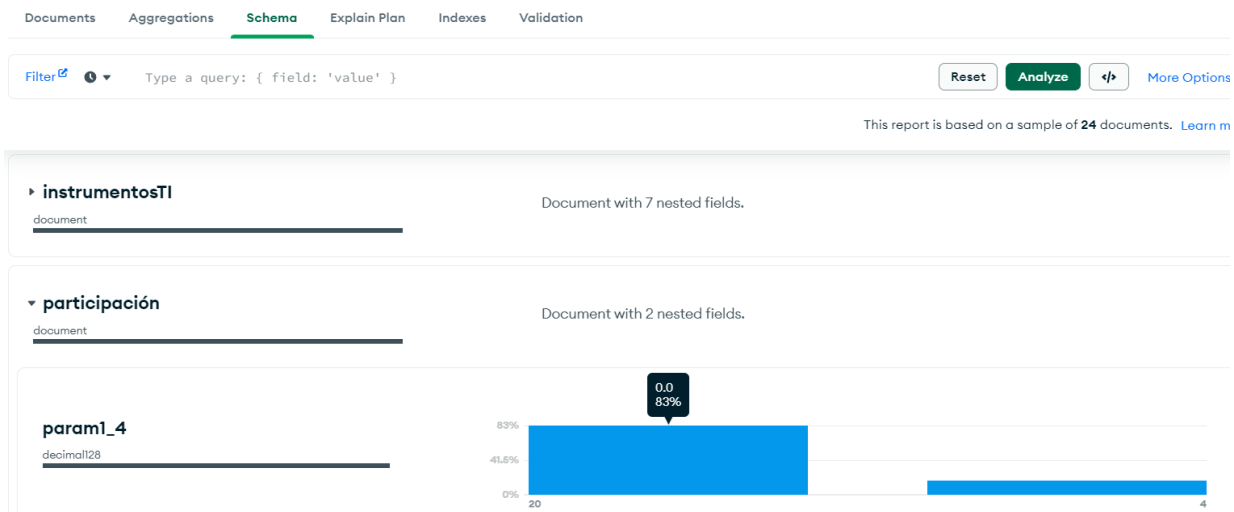 Documents Aggregations Schema Explain Plan Indexes Validation
Filter Type a query: { field: 'value' } Reset Analyze </> More Options
This report is based on a sample of 24 documents. Learn m
instrumentosTI
document
Document with 7 nested fields.
participación
document
Document with 2 nested fields.
0.0
83%
param1_4
decimal128
83%
41.5%
0%
20 4